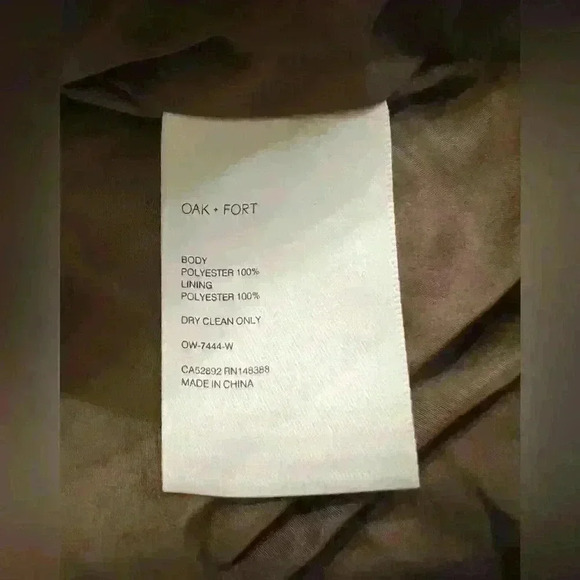 OAK + FORT
BODY
POLYESTER 100%
LINING
POLYESTER 100%
DRY CLEAN ONLY
OW-7444-W
CA52892 RN148388
MADE IN CHINA